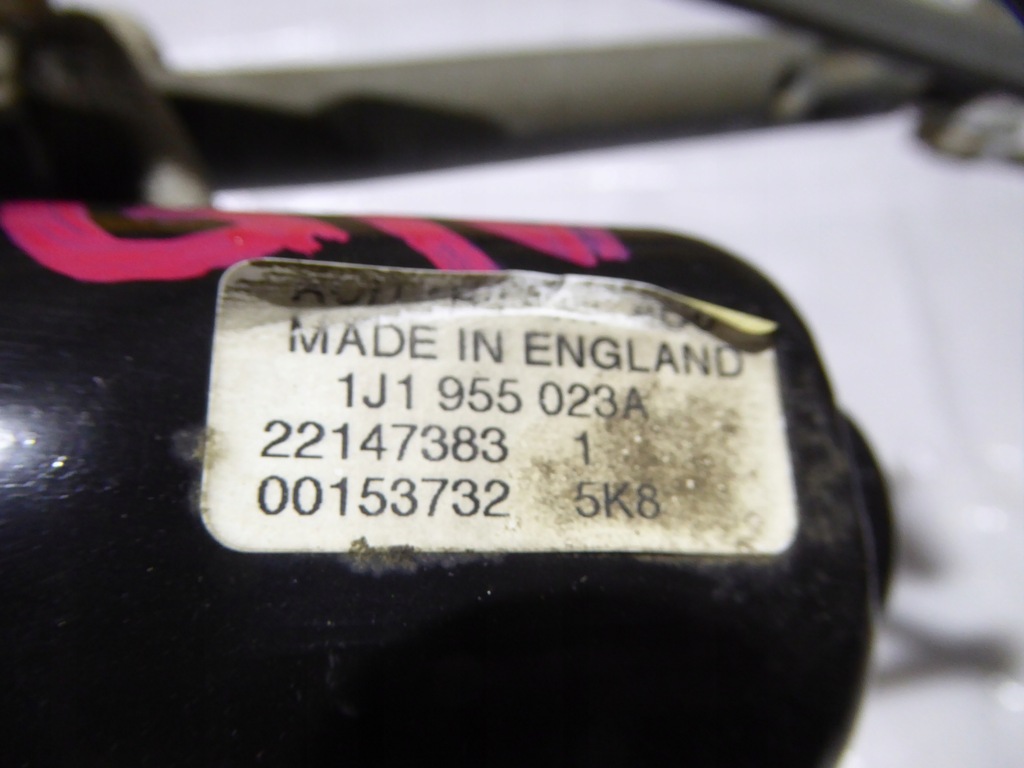 MADE IN ENGLAND
1J1 955 023A
22147383 1
00153732 5K8